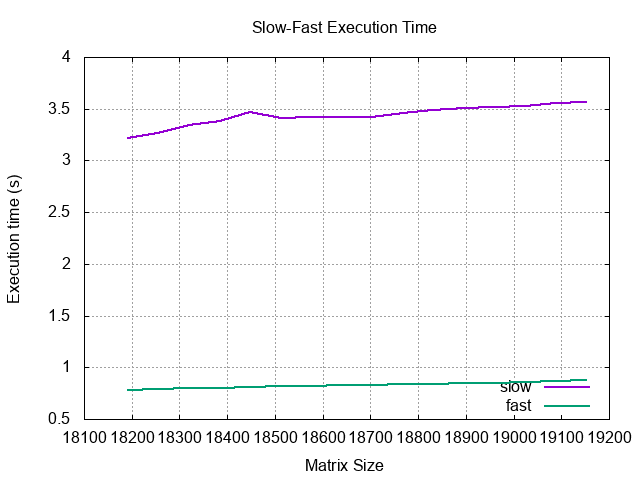 Slow-Fast Execution Time
4
3.5
3
2.5
2
1.5
1
0.5
Execution time (s)
slow
fast
18100 18200 18300 18400 18500 18600 18700 18800 18900 19000 19100 19200
Matrix Size